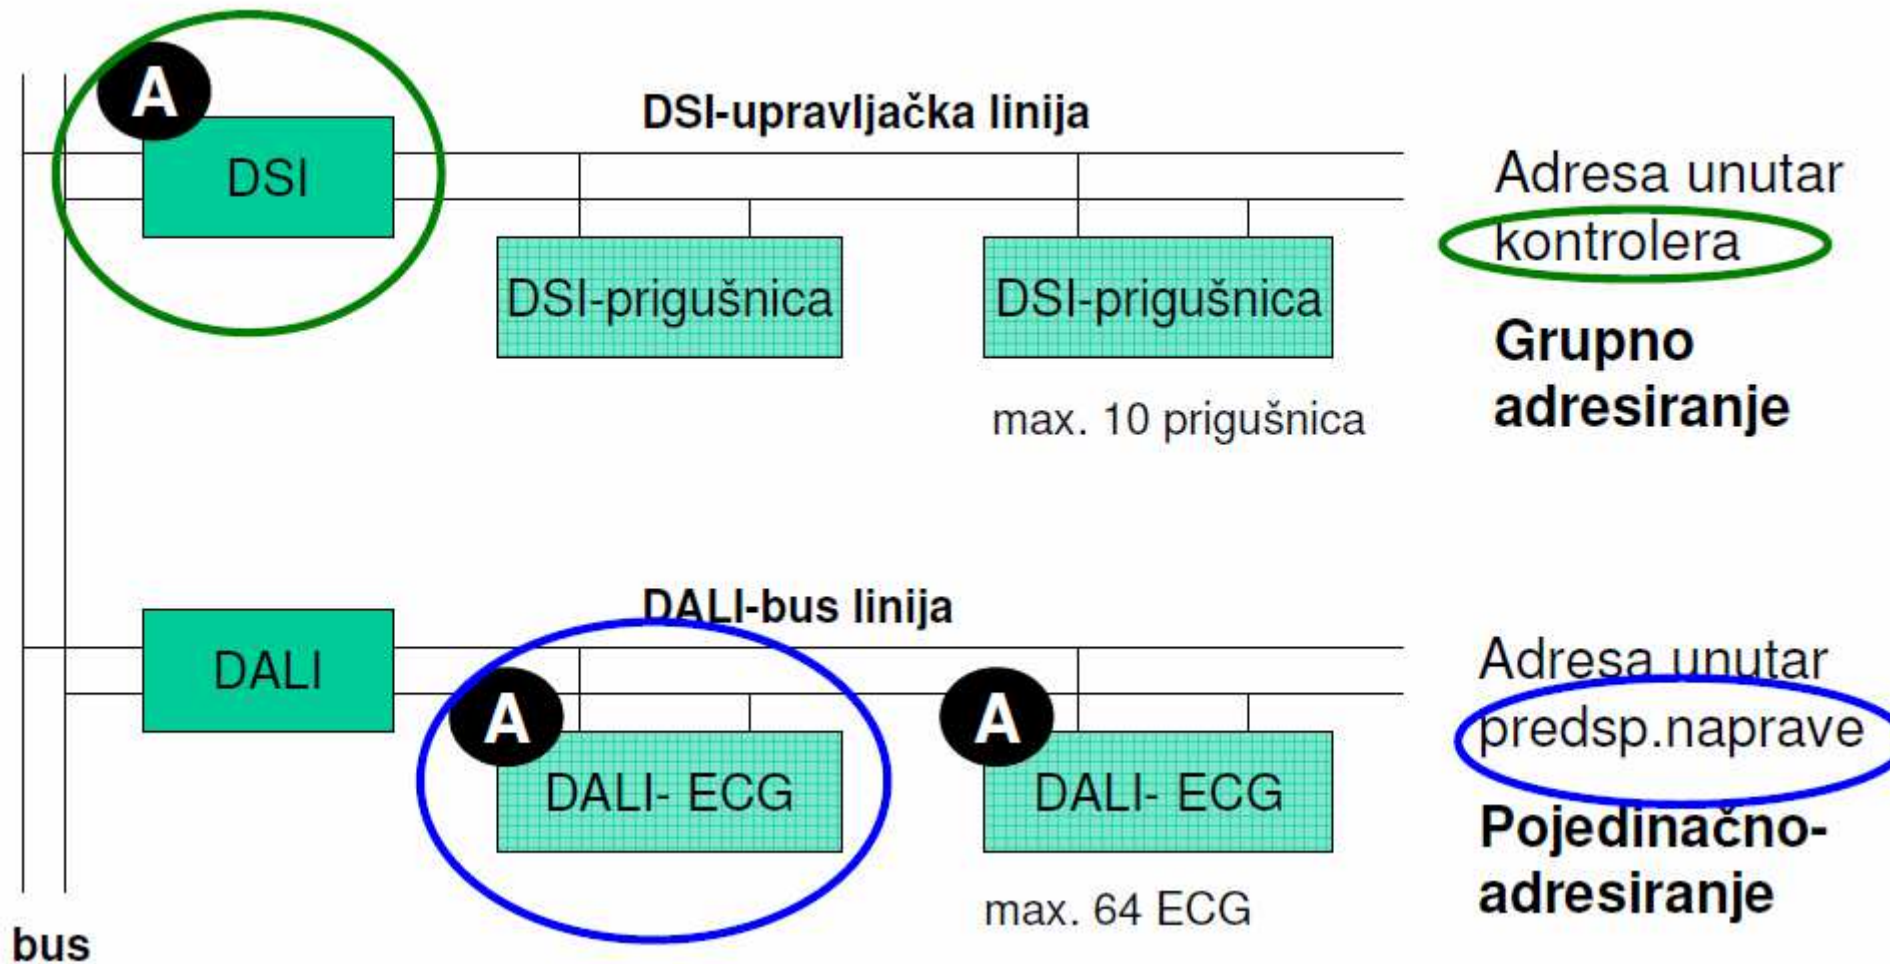 A
DSI
DSI-upravljačka linija
DSI-prigušnica
DSI-prigušnica
max. 10 prigušnica
Adresa unutar
kontrolera
Grupno
adresiranje
DALI
DALI-bus linija
A
DALI- ECG
A
DALI- ECG
max. 64 ECG
Adresa unutar
predsp.naprave
Pojedinačno-
adresiranje
bus